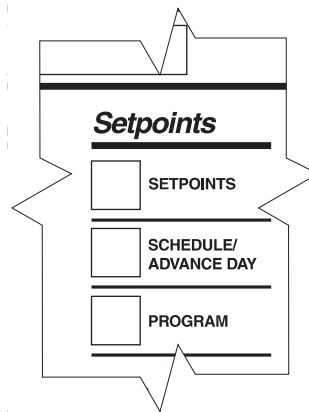 Setpoints
SETPOINTS
SCHEDULE/
ADVANCE DAY
PROGRAM